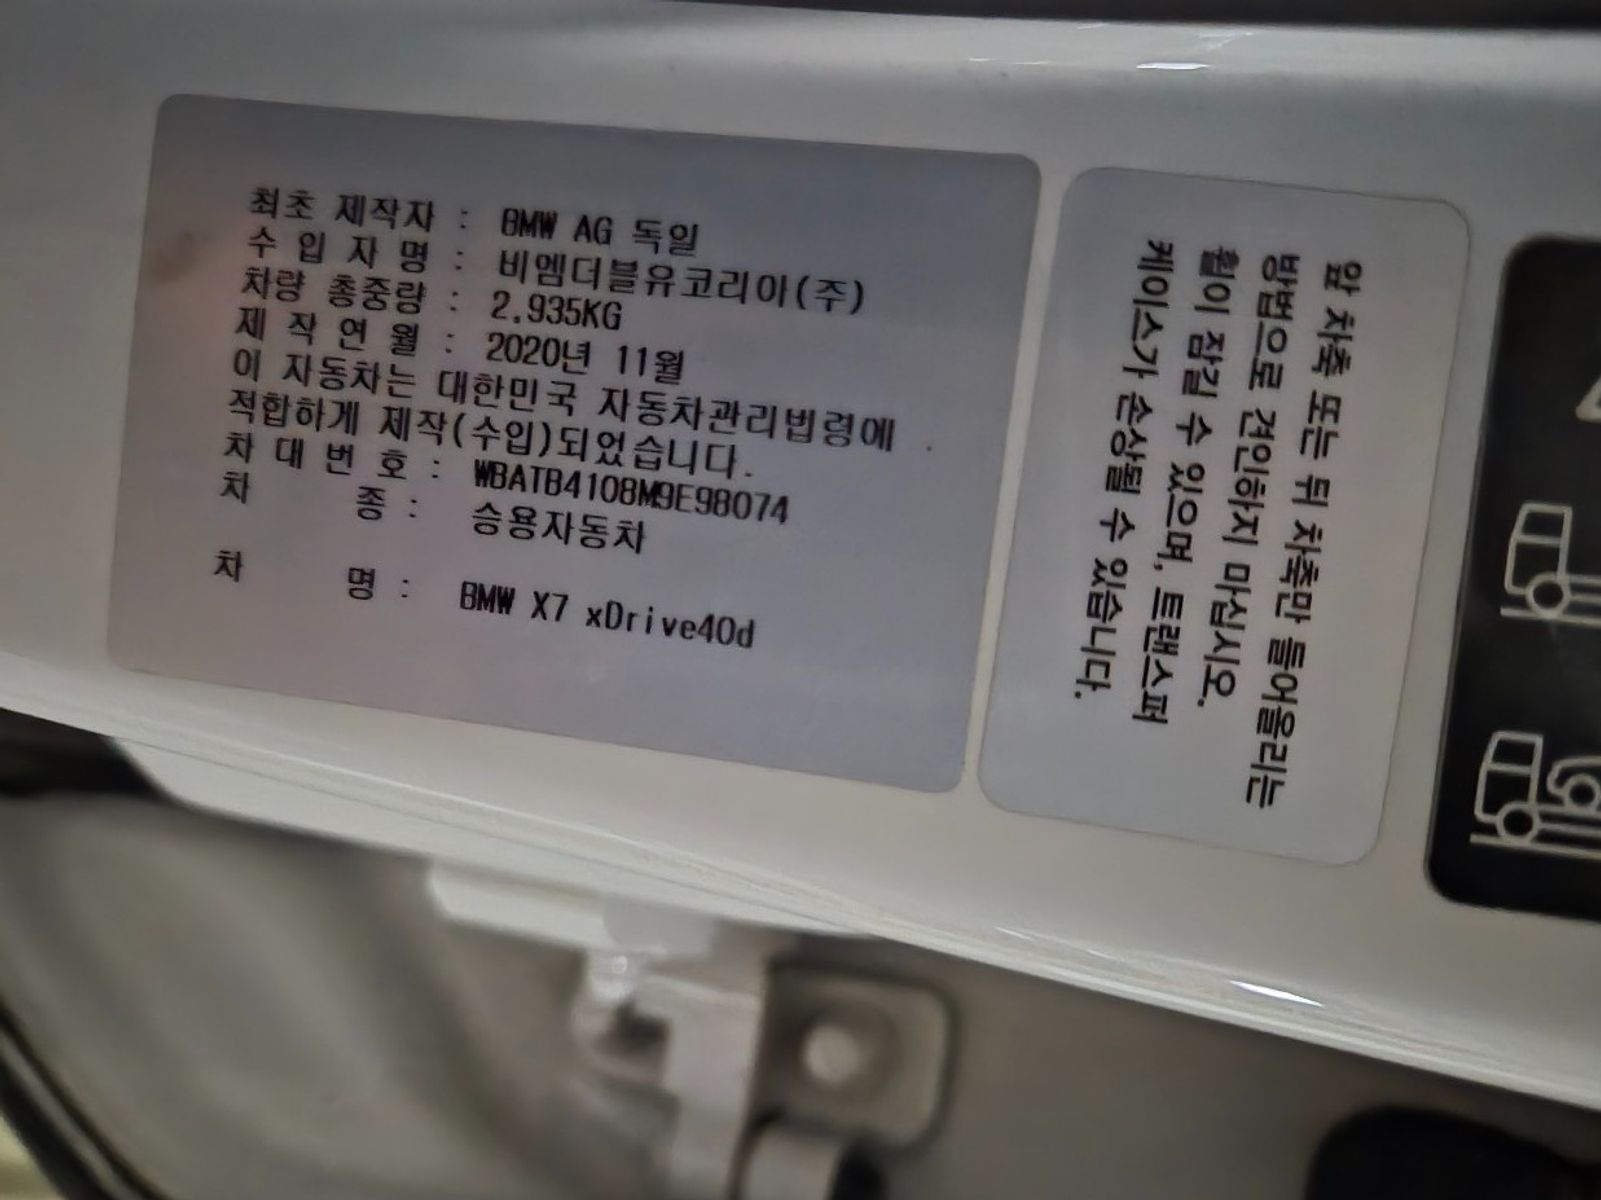 최초 제작자 : BMW AG 독일
수 입 자 명 : 비엠더블유코리아(주)
차량 총중량 : 2.935KG
제 작 연 월 : 2020년 11월
이 자동차는 대한민국 자동차관리법령에
적합하게 제작(수입)되었습니다.
차 대 번 호 : WBATB4108M9E98074
차 종 : 승용자동차
차 명 : BMW X7 xDrive40d
앞 차축 또는 뒤 차축만 들어올리는
방법으로 견인하지 마십시오.
휠이 잠길 수 있으며, 트랜스퍼
케이스가 손상될 수 있습니다.